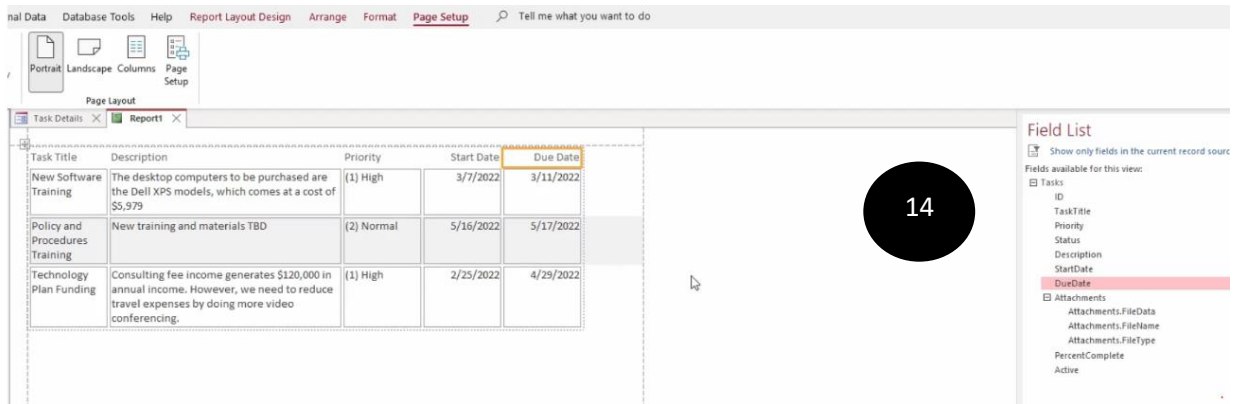 nal Data Database Tools Help Report Layout Design Arrange Format Page Setup Tell me what you want to do
Portrait Landscape Columns Page Setup
Page Layout
Task Details Report1
Task Title Description Priority Start Date Due Date
New Software The desktop computers to be purchased are (1) High 3/7/2022 3/11/2022
Training the Dell XPS models, which comes at a cost of
$5,979
Policy and New training and materials TBD (2) Normal 5/16/2022 5/17/2022
Procedures
Training
Technology Consulting fee income generates $120,000 in (1) High 2/25/2022 4/29/2022
Plan Funding annual income. However, we need to reduce
travel expenses by doing more video
conferencing.
14
Field List
Show only fields in the current record sourc
Fields available for this view:
Tasks
ID
TaskTitle
Priority
Status
Description
StartDate
DueDate
Attachments
Attachments.FileData
Attachments.FileName
Attachments.FileType
PercentComplete
Active